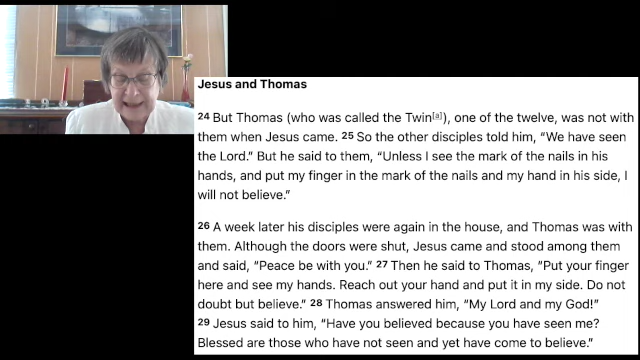 Jesus and Thomas
24 But Thomas (who was called the Twin[a]), one of the twelve, was not with
them when Jesus came. 25 So the other disciples told him, “We have seen
the Lord.” But he said to them, “Unless I see the mark of the nails in his
hands, and put my finger in the mark of the nails and my hand in his side, I
will not believe.”
26 A week later his disciples were again in the house, and Thomas was with
them. Although the doors were shut, Jesus came and stood among them
and said, “Peace be with you.” 27 Then he said to Thomas, “Put your finger
here and see my hands. Reach out your hand and put it in my side. Do not
doubt but believe.” 28 Thomas answered him, “My Lord and my God!”
29 Jesus said to him, “Have you believed because you have seen me?
Blessed are those who have not seen and yet have come to believe.”